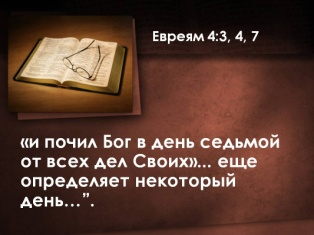 Евреям 4:3, 4, 7
«и почил Бог в день седьмой
от всех дел Своих»... еще
определяет некоторый
день…”.